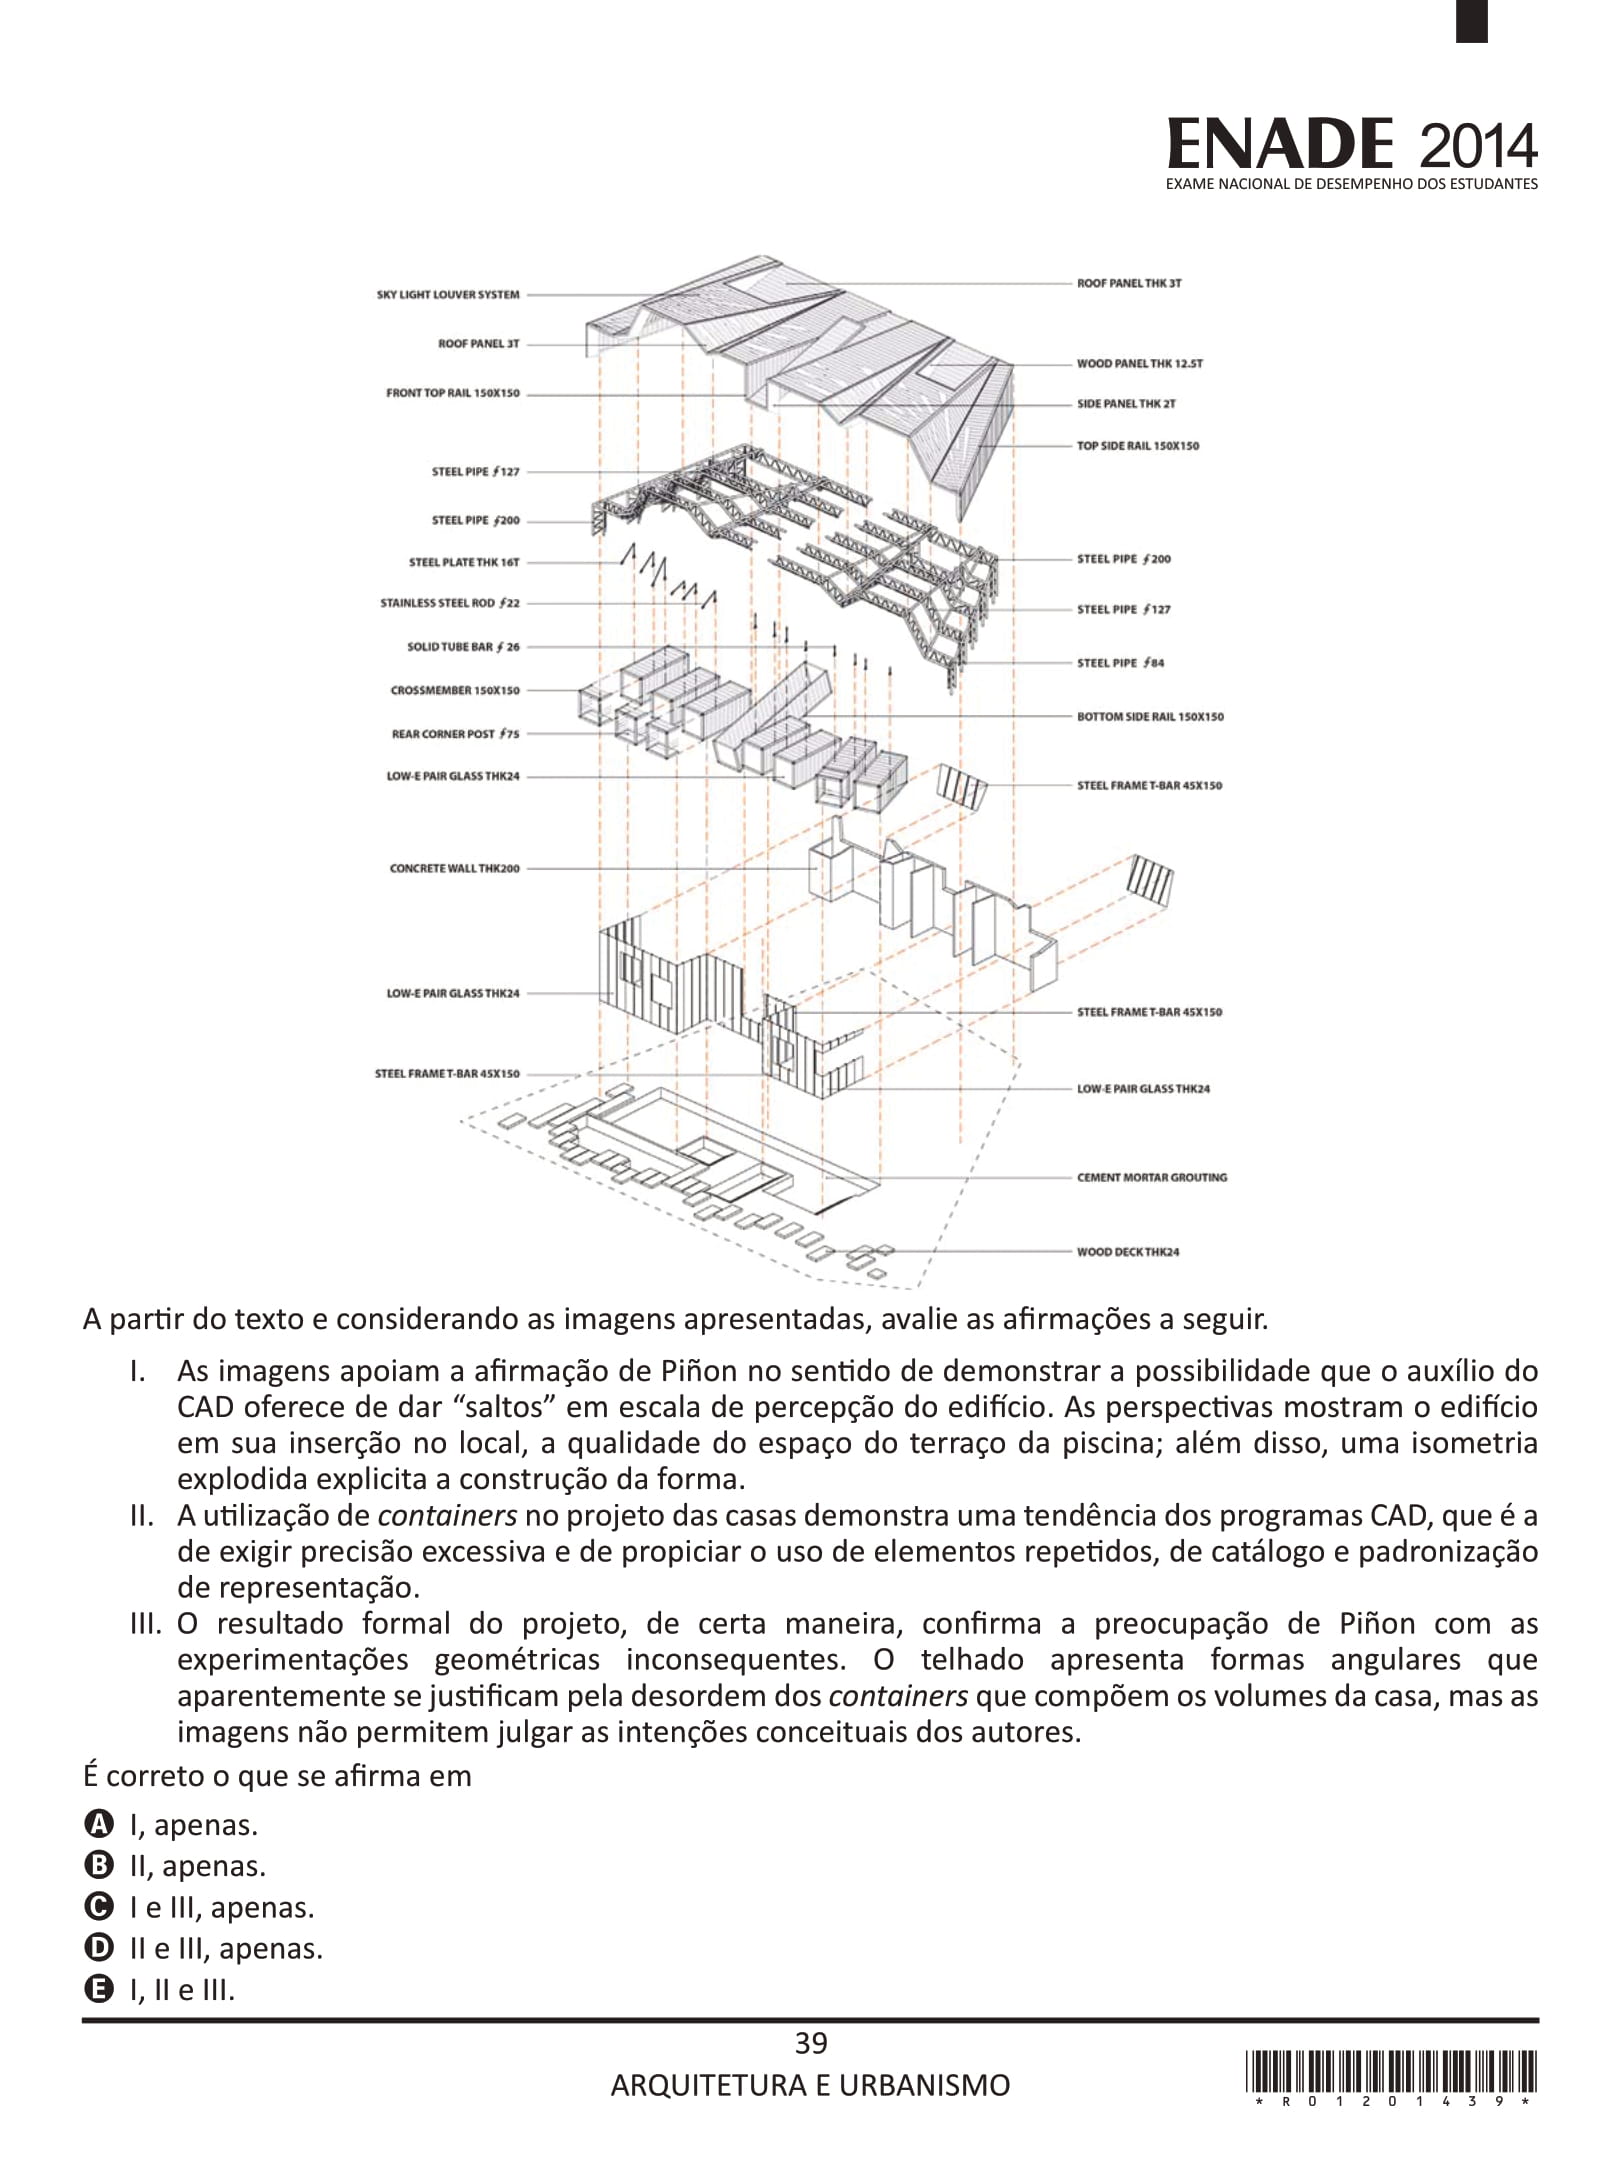 ENADE 2014
EXAME NACIONAL DE DESEMPENHO DOS ESTUDANTES
SKY LIGHT LOUVER SYSTEM
ROOF PANEL THK 3T
ROOF PANEL 3T
WOOD PANEL THK 12.5T
FRONT TOP RAIL 150X150
SIDE PANEL THK 2T
TOP SIDE RAIL 150X150
STEEL PIPE ∮127
STEEL PIPE ∮200
STEEL PLATE THK 16T
STEEL PIPE ∮200
STAINLESS STEEL ROD ∮22
STEEL PIPE ∮127
SOLID TUBE BAR ∮26
STEEL PIPE ∮84
CROSSMEMBER 150X150
BOTTOM SIDE RAIL 150X150
REAR CORNER POST ∮75
LOW-E PAIR GLASS THK24
STEEL FRAME T-BAR 45X150
CONCRETE WALL THK200
LOW-E PAIR GLASS THK24
STEEL FRAME T-BAR 45X150
STEEL FRAME T-BAR 45X150
LOW-E PAIR GLASS THK24
CEMENT MORTAR GROUTING
WOOD DECK THK24
A partir do texto e considerando as imagens apresentadas, avalie as afirmações a seguir.
I. As imagens apoiam a afirmação de Piñon no sentido de demonstrar a possibilidade que o auxílio do
CAD oferece de dar “saltos” em escala de percepção do edifício. As perspectivas mostram o edifício
em sua inserção no local, a qualidade do espaço do terraço da piscina; além disso, uma isometria
explodida explicita a construção da forma.
II. A utilização de containers no projeto das casas demonstra uma tendência dos programas CAD, que é a
de exigir precisão excessiva e de propiciar o uso de elementos repetidos, de catálogo e padronização
de representação.
III. O resultado formal do projeto, de certa maneira, confirma a preocupação de Piñon com as
experimentações geométricas inconsequentes. O telhado apresenta formas angulares que
aparentemente se justificam pela desordem dos containers que compõem os volumes da casa, mas as
imagens não permitem julgar as intenções conceituais dos autores.
É correto o que se afirma em
A I, apenas.
B II, apenas.
C I e III, apenas.
D II e III, apenas.
E I, II e III.
39
ARQUITETURA E URBANISMO
*R01201439*